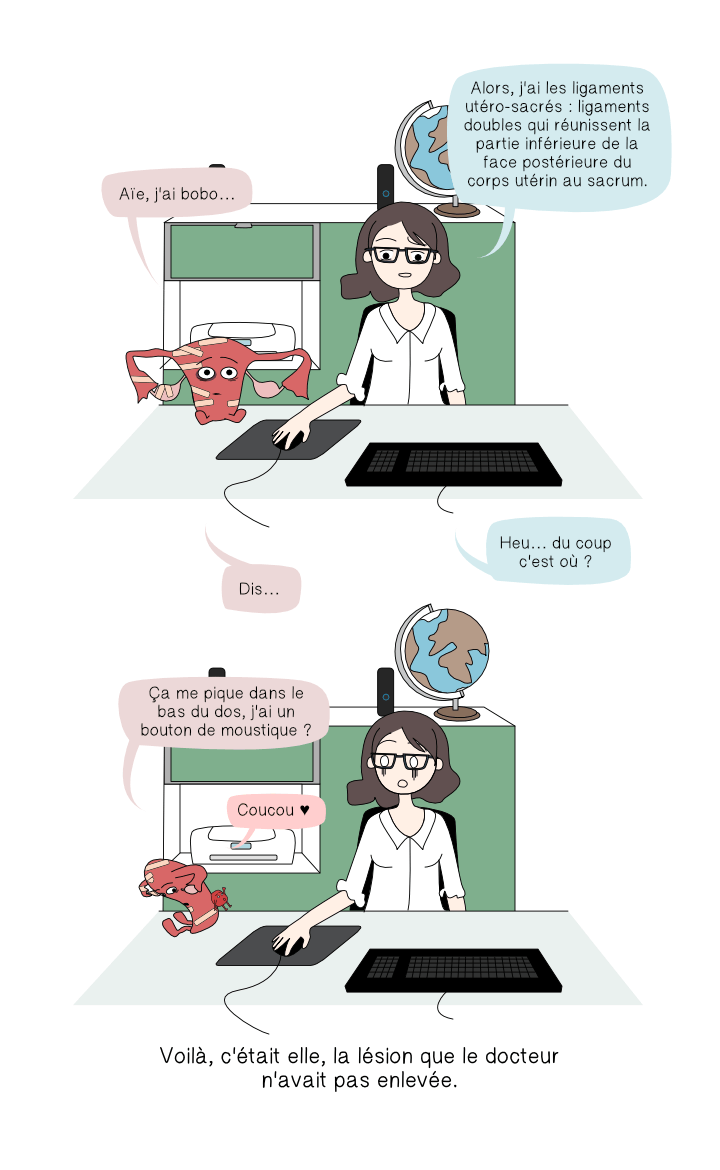 Alors, j'ai les ligaments
utéro-sacrés : ligaments
doubles qui réunissent la
partie inférieure de la
face postérieure du
corps utérin au sacrum.
Aïe, j'ai bobo...
Heu... du coup
c'est où ?
Dis...
Ça me pique dans le
bas du dos, j'ai un
bouton de moustique ?
Coucou ♥
Voilà, c'était elle, la lésion que le docteur
n'avait pas enlevée.